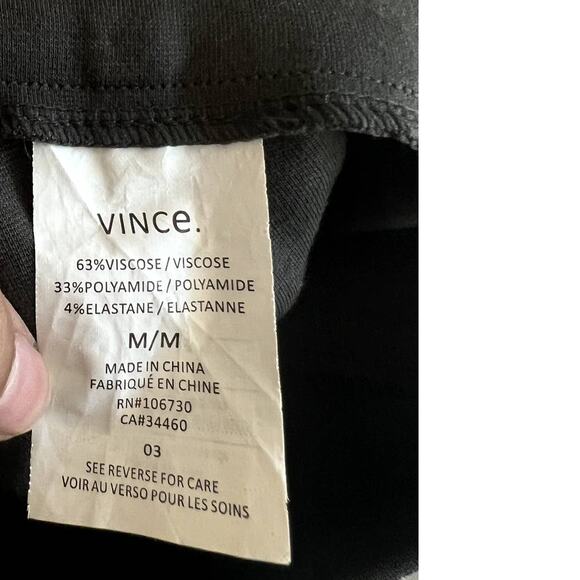 VINCe.
63%VISCOSE / VISCOSE
33%POLYAMIDE / POLYAMIDE
4%ELASTANE / ELASTANNE
M/M
MADE IN CHINA
FABRIQUÉ EN CHINE
RN#106730
CA#34460
03
SEE REVERSE FOR CARE
VOIR AU VERSO POUR LES SOINS